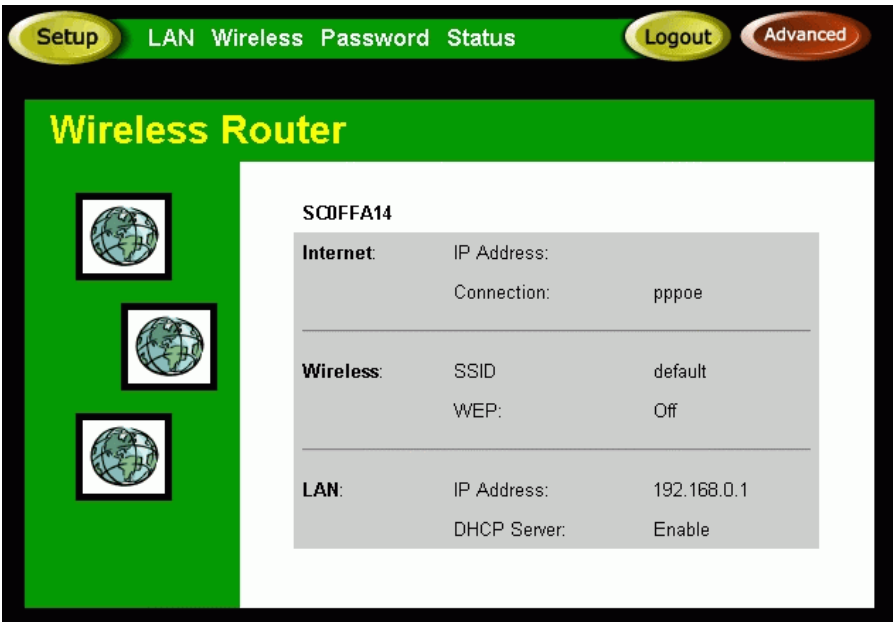 Setup LAN Wireless Password Status Logout Advanced
Wireless Router
SC0FFA14
Internet: IP Address:
Connection: pppoe
Wireless: SSID default
WEP: Off
LAN: IP Address: 192.168.0.1
DHCP Server: Enable